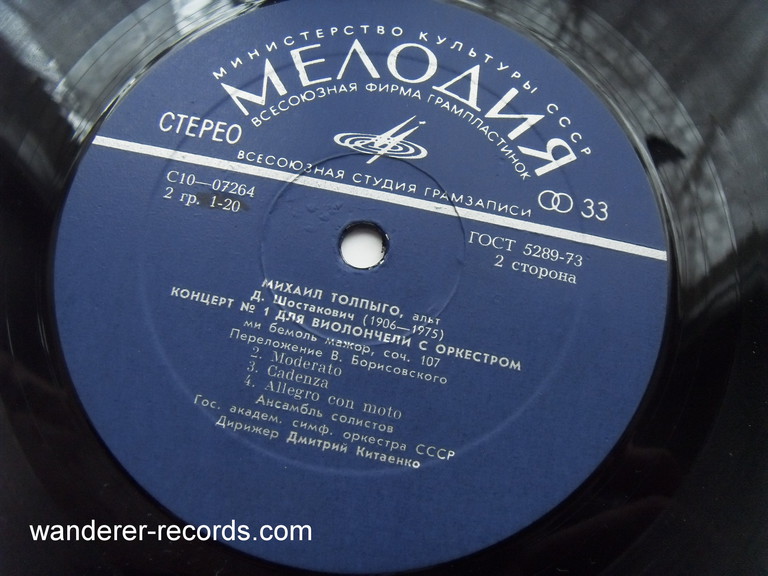 МИНИСТЕРСТВО КУЛЬТУРЫ СССР
МЕЛОДИЯ
ВСЕСОЮЗНАЯ ФИРМА ГРАМПЛАСТИНОК
СТЕРЕО
ВСЕСОЮЗНАЯ СТУДИЯ ГРАМЗАПИСИ
33
С10—07264
2 гр. 1-20
ГОСТ 5289-73
2 сторона
МИХАИЛ ТОЛПЫГО, альт
Д. Шостакович (1906—1975)
КОНЦЕРТ № 1 ДЛЯ ВИОЛОНЧЕЛИ С ОРКЕСТРОМ
ми бемоль мажор, соч. 107
Переложение В. Борисовского
2. Moderato
3. Cadenza
4. Allegro con moto
Ансамбль солистов
Гос. академ. симф. оркестра СССР
Дирижер Дмитрий Китаенко
wanderer-records.com